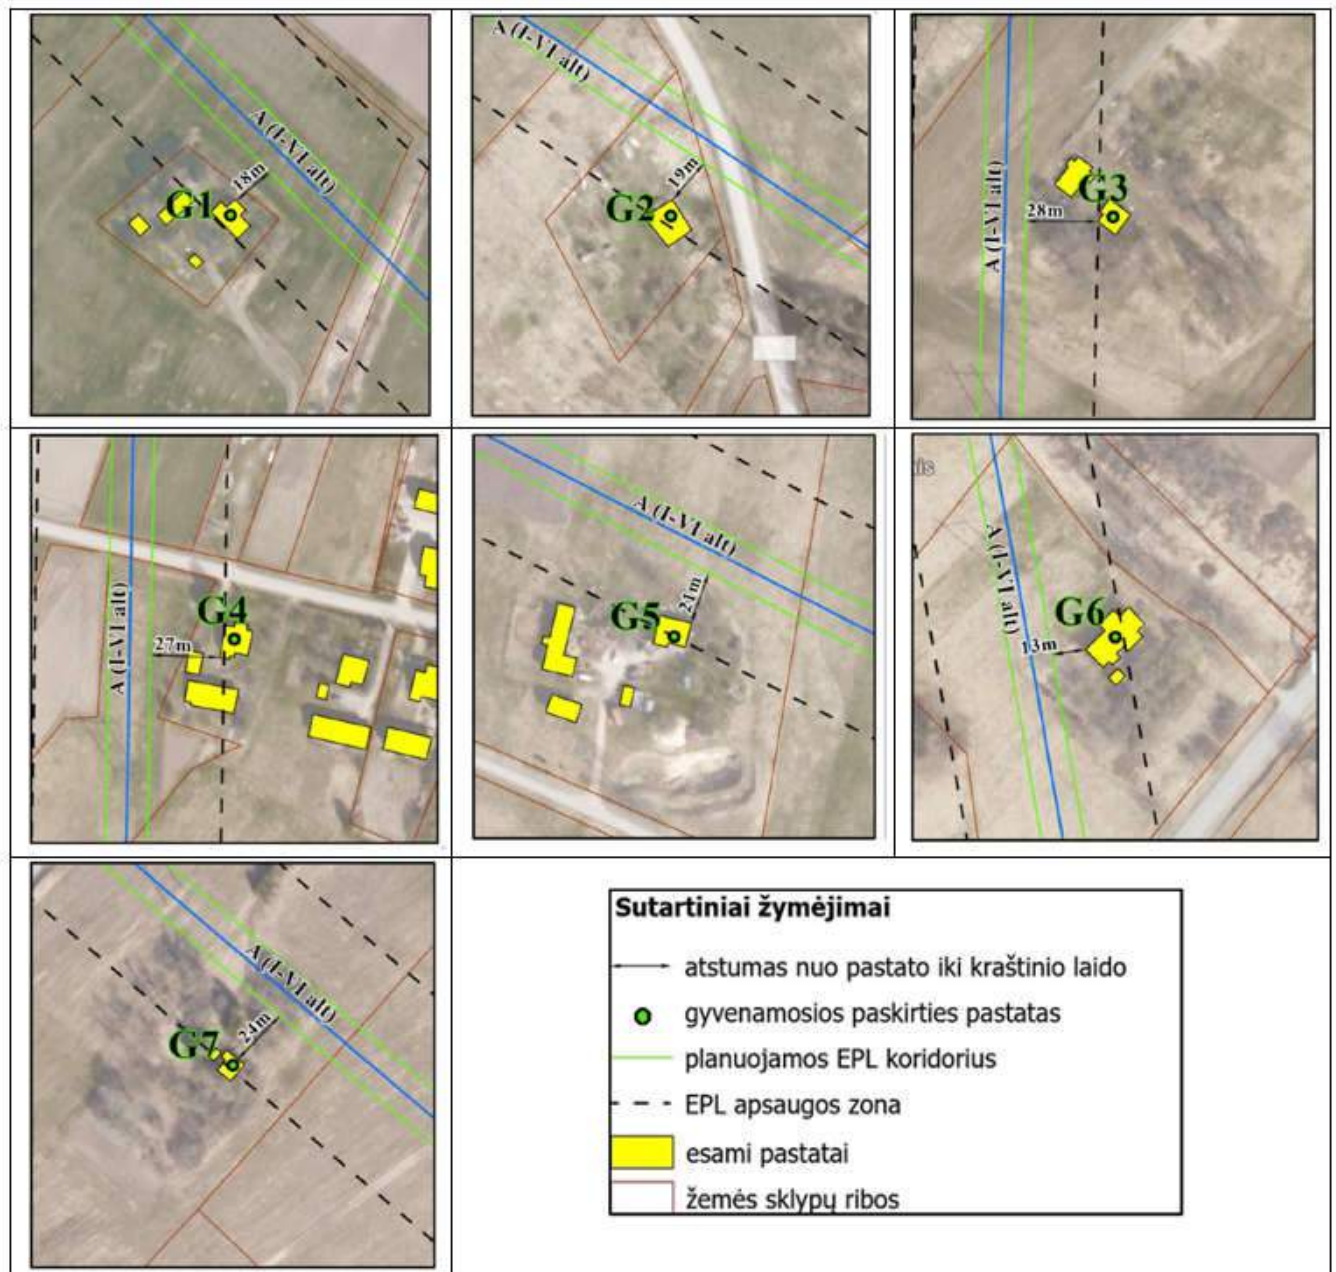 A (I-VI alt)
18m
G1
A (I-VI alt)
19m
G2
A (I-VI alt)
28m
G3
A (I-VI alt)
27m
G4
A (I-VI alt)
21m
G5
A (I-VI alt)
13m
G6
A (I-VI alt)
24m
G7
Sutartiniai žymėjimai
atstumas nuo pastato iki kraštinio laido
gyvenamosios paskirties pastatas
planuojamos EPL koridorius
EPL apsaugos zona
esami pastatai
žemės sklypų ribos